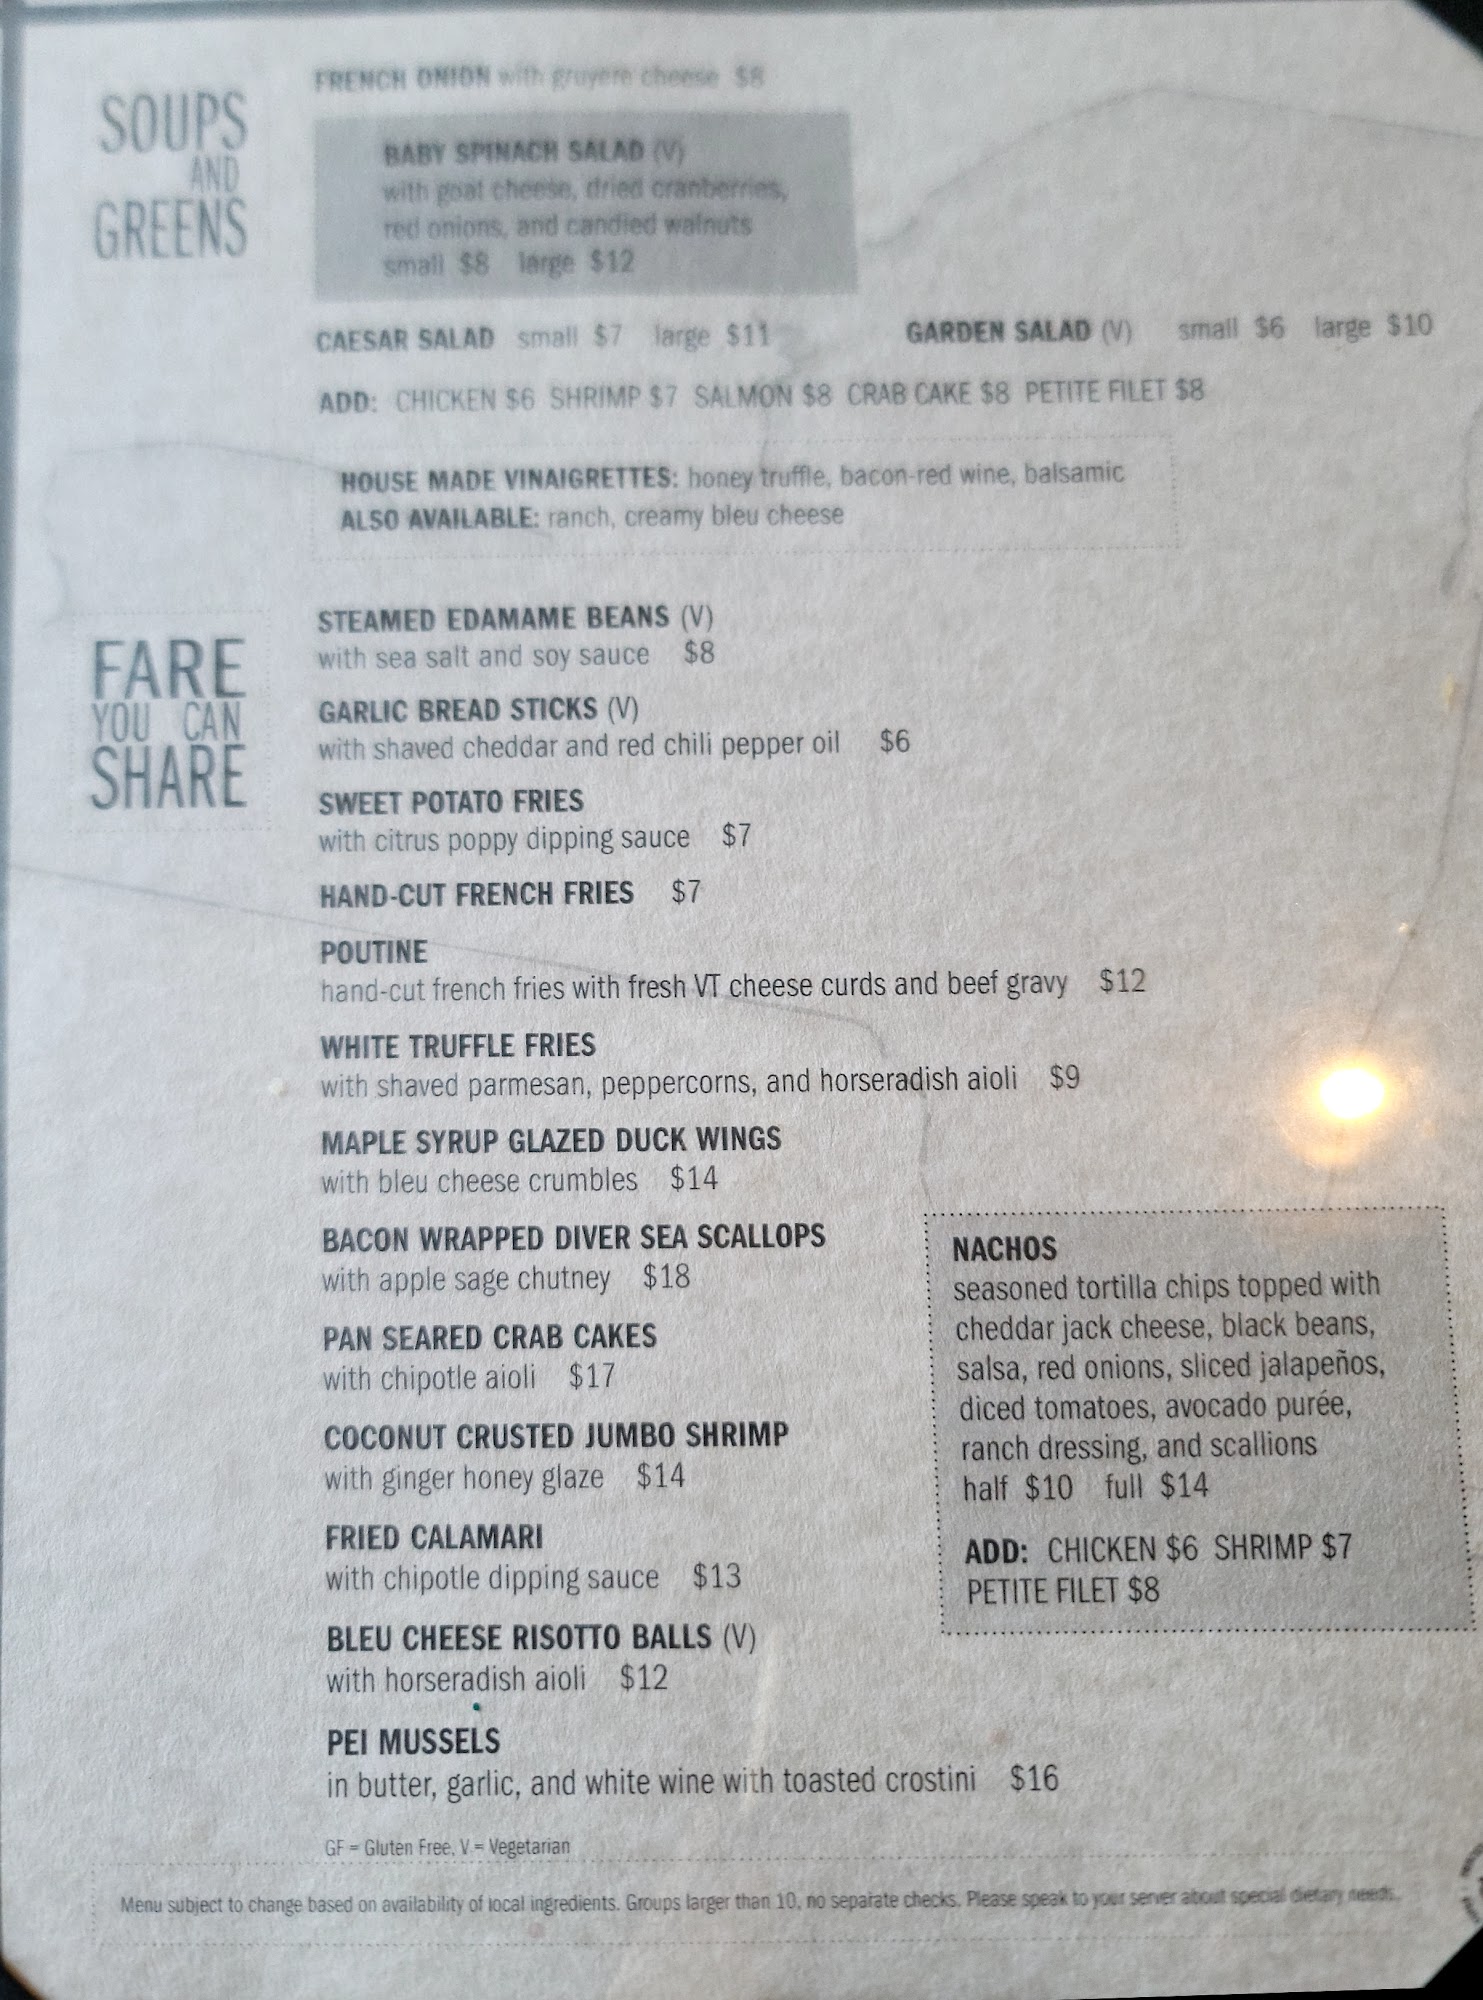 SOUPS
AND
GREENS
FRENCH ONION with gruyere cheese $8
BABY SPINACH SALAD (V)
with goat cheese, dried cranberries,
red onions, and candied walnuts
small $8 large $12
CAESAR SALAD small $7 large $11
GARDEN SALAD (V) small $6 large $10
ADD: CHICKEN $6 SHRIMP $7 SALMON $8 CRAB CAKE $8 PETITE FILET $8
HOUSE MADE VINAIGRETTES: honey truffle, bacon-red wine, balsamic
ALSO AVAILABLE: ranch, creamy bleu cheese
FARE
YOU CAN
SHARE
STEAMED EDAMAME BEANS (V)
with sea salt and soy sauce $8
GARLIC BREAD STICKS (V)
with shaved cheddar and red chili pepper oil $6
SWEET POTATO FRIES
with citrus poppy dipping sauce $7
HAND-CUT FRENCH FRIES $7
POUTINE
hand-cut french fries with fresh VT cheese curds and beef gravy $12
WHITE TRUFFLE FRIES
with shaved parmesan, peppercorns, and horseradish aioli $9
MAPLE SYRUP GLAZED DUCK WINGS
with bleu cheese crumbles $14
BACON WRAPPED DIVER SEA SCALLOPS
with apple sage chutney $18
PAN SEARED CRAB CAKES
with chipotle aioli $17
COCONUT CRUSTED JUMBO SHRIMP
with ginger honey glaze $14
FRIED CALAMARI
with chipotle dipping sauce $13
BLEU CHEESE RISOTTO BALLS (V)
with horseradish aioli $12
PEI MUSSELS
in butter, garlic, and white wine with toasted crostini $16
NACHOS
seasoned tortilla chips topped with
cheddar jack cheese, black beans,
salsa, red onions, sliced jalapeños,
diced tomatoes, avocado purée,
ranch dressing, and scallions
half $10 full $14
ADD: CHICKEN $6 SHRIMP $7
PETITE FILET $8
GF = Gluten Free, V = Vegetarian
Menu subject to change based on availability of local ingredients. Groups larger than 10, no separate checks. Please speak to your server about special dietary needs.